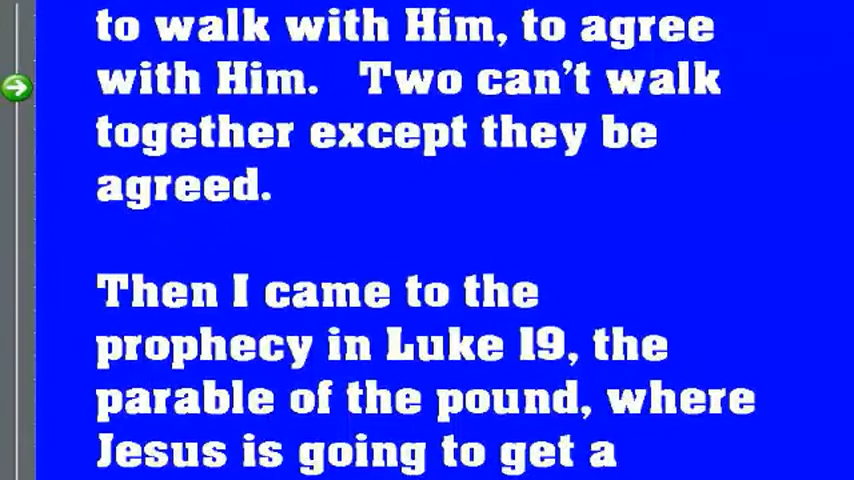 to walk with Him, to agree
with Him. Two can't walk
together except they be
agreed.
Then I came to the
prophecy in Luke 19, the
parable of the pound, where
Jesus is going to get a